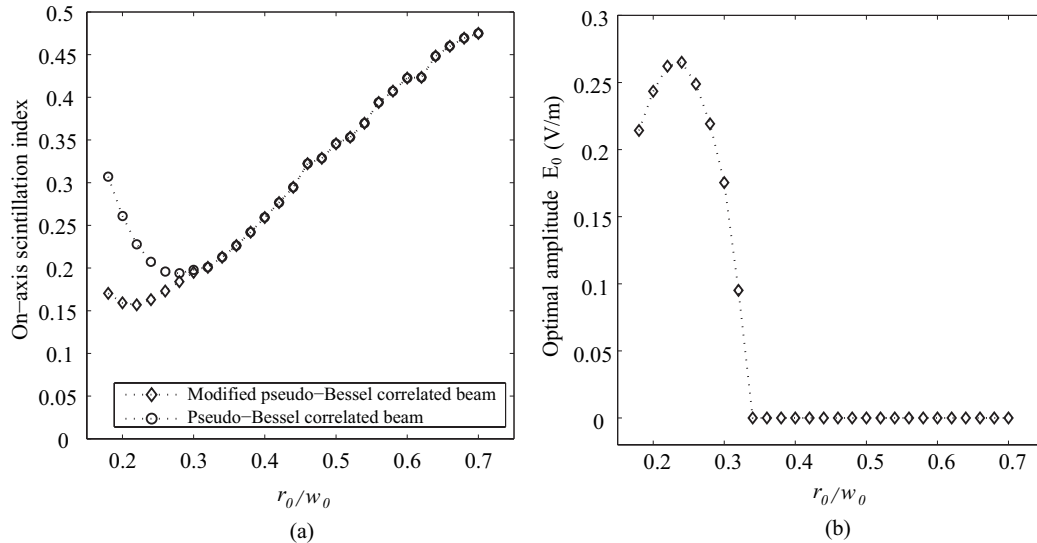 0.5
0.45
0.4
0.35
0.3
0.25
0.2
0.15
0.1
0.05
0
On−axis scintillation index
Modified pseudo−Bessel correlated beam
Pseudo−Bessel correlated beam
0.2 0.3 0.4 0.5 0.6 0.7
r0/w0
(a)
0.3
0.25
0.2
0.15
0.1
0.05
0
Optimal amplitude E0 (V/m)
0.2 0.3 0.4 0.5 0.6 0.7
r0/w0
(b)